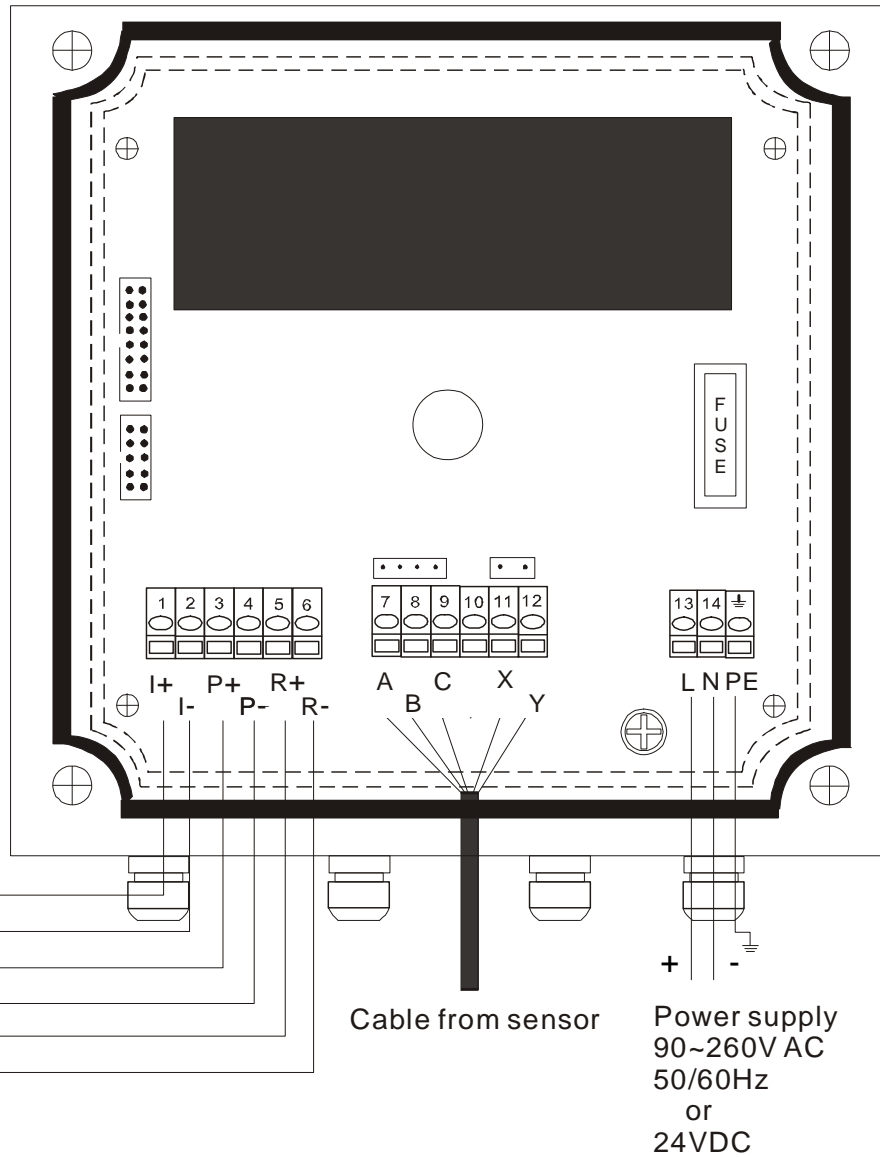 F
U
S
E
1 2 3 4 5 6
7 8 9 10 11 12
13 14
I+ P+ R+
I- P- R-
A C X
B Y
L N PE
+ -
Cable from sensor
Power supply
90~260V AC
50/60Hz
or
24VDC